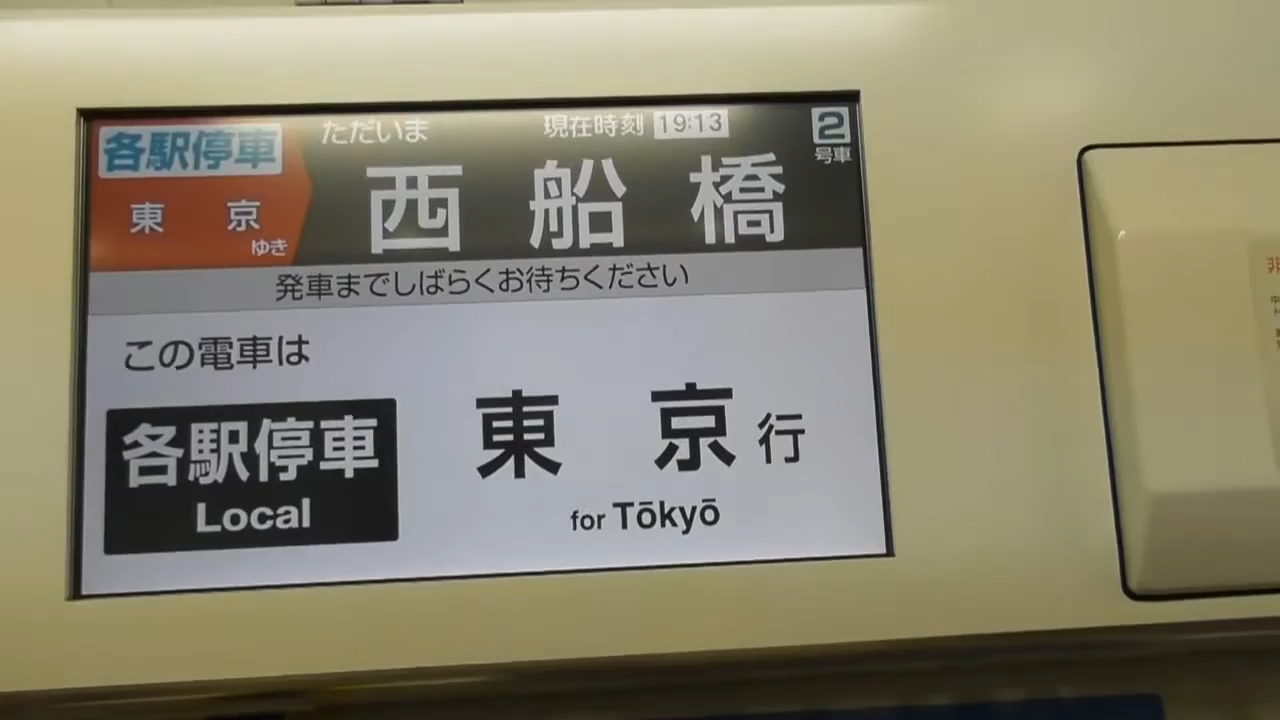 各駅停車
東京
ゆき
ただいま
現在時刻 19:13
西船橋
2
号車
発車までしばらくお待ちください
この電車は
各駅停車
Local
東京行
for Tōkyō